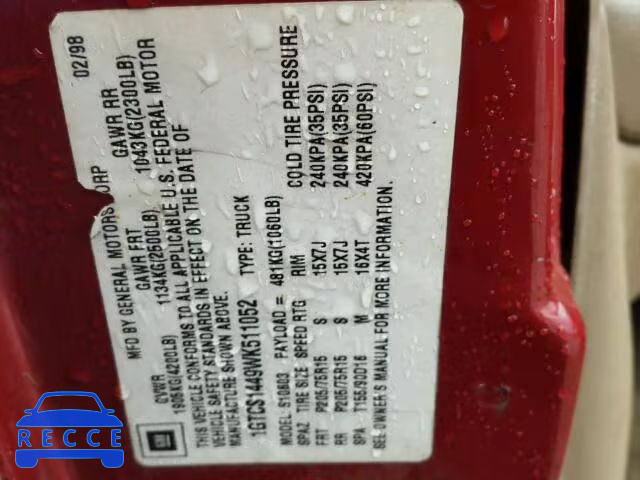 MFD BY GENERAL MOTORS CORP 02/98
GVWR GAWR FRT GAWR RR
1905KG(4200LB) 1134KG(2500LB) 1043KG(2300LB)
THIS VEHICLE CONFORMS TO ALL APPLICABLE U.S. FEDERAL MOTOR
VEHICLE SAFETY STANDARDS IN EFFECT ON THE DATE OF
MANUFACTURE SHOWN ABOVE.
1GTCS1449WK511052 TYPE: TRUCK
MODEL: S10603 PAYLOAD = 481KG(1060LB)
SPAZ TIRE SIZE SPEED RTG RIM COLD TIRE PRESSURE
FRT P205/75R15 S 15X7J 240KPA(35PSI)
RR P205/75R15 S 15X7J 240KPA(35PSI)
SPA T155/90D16 M 16X4T 420KPA(60PSI)
SEE OWNER'S MANUAL FOR MORE INFORMATION.
GM